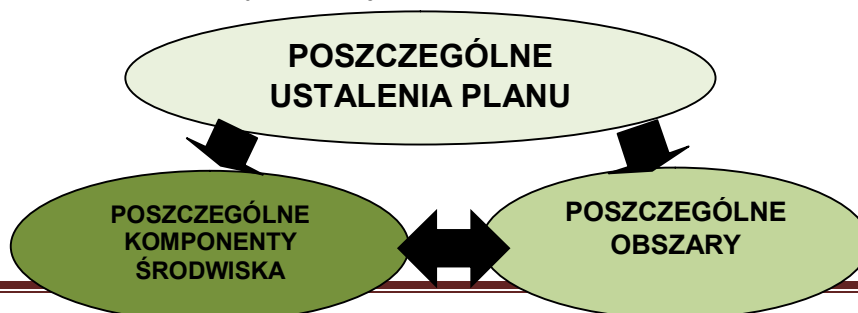 POSZCZEGÓLNE
USTALENIA PLANU
POSZCZEGÓLNE
KOMPONENTY
ŚRODWISKA
POSZCZEGÓLNE
OBSZARY